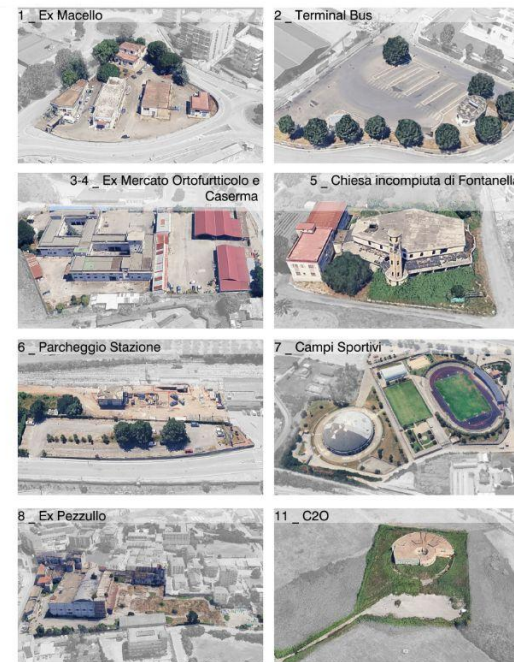 1 _ Ex Macello
2 _ Terminal Bus
3-4 _ Ex Mercato Ortofurtticolo e
Caserma
5 _ Chiesa incompiuta di Fontanella
6 _ Parcheggio Stazione
7 _ Campi Sportivi
8 _ Ex Pezzullo
11 _ C2O